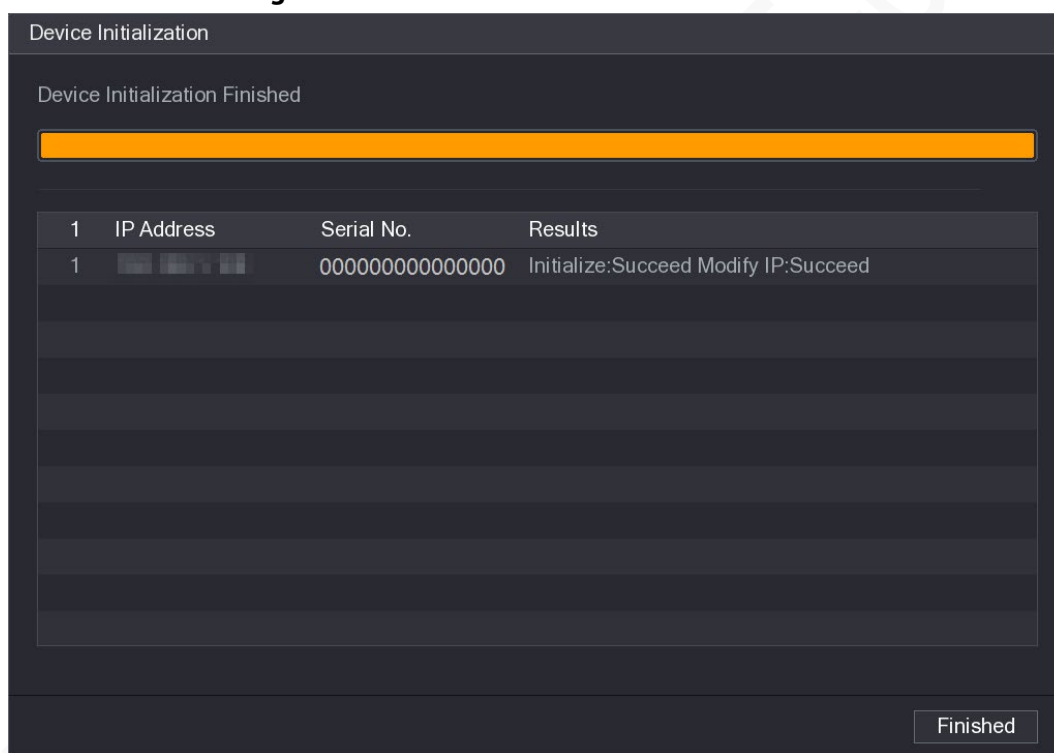 Device Initialization
Device Initialization Finished
1 IP Address Serial No. Results
1 000000000000000 Initialize:Succeed Modify IP:Succeed
Finished